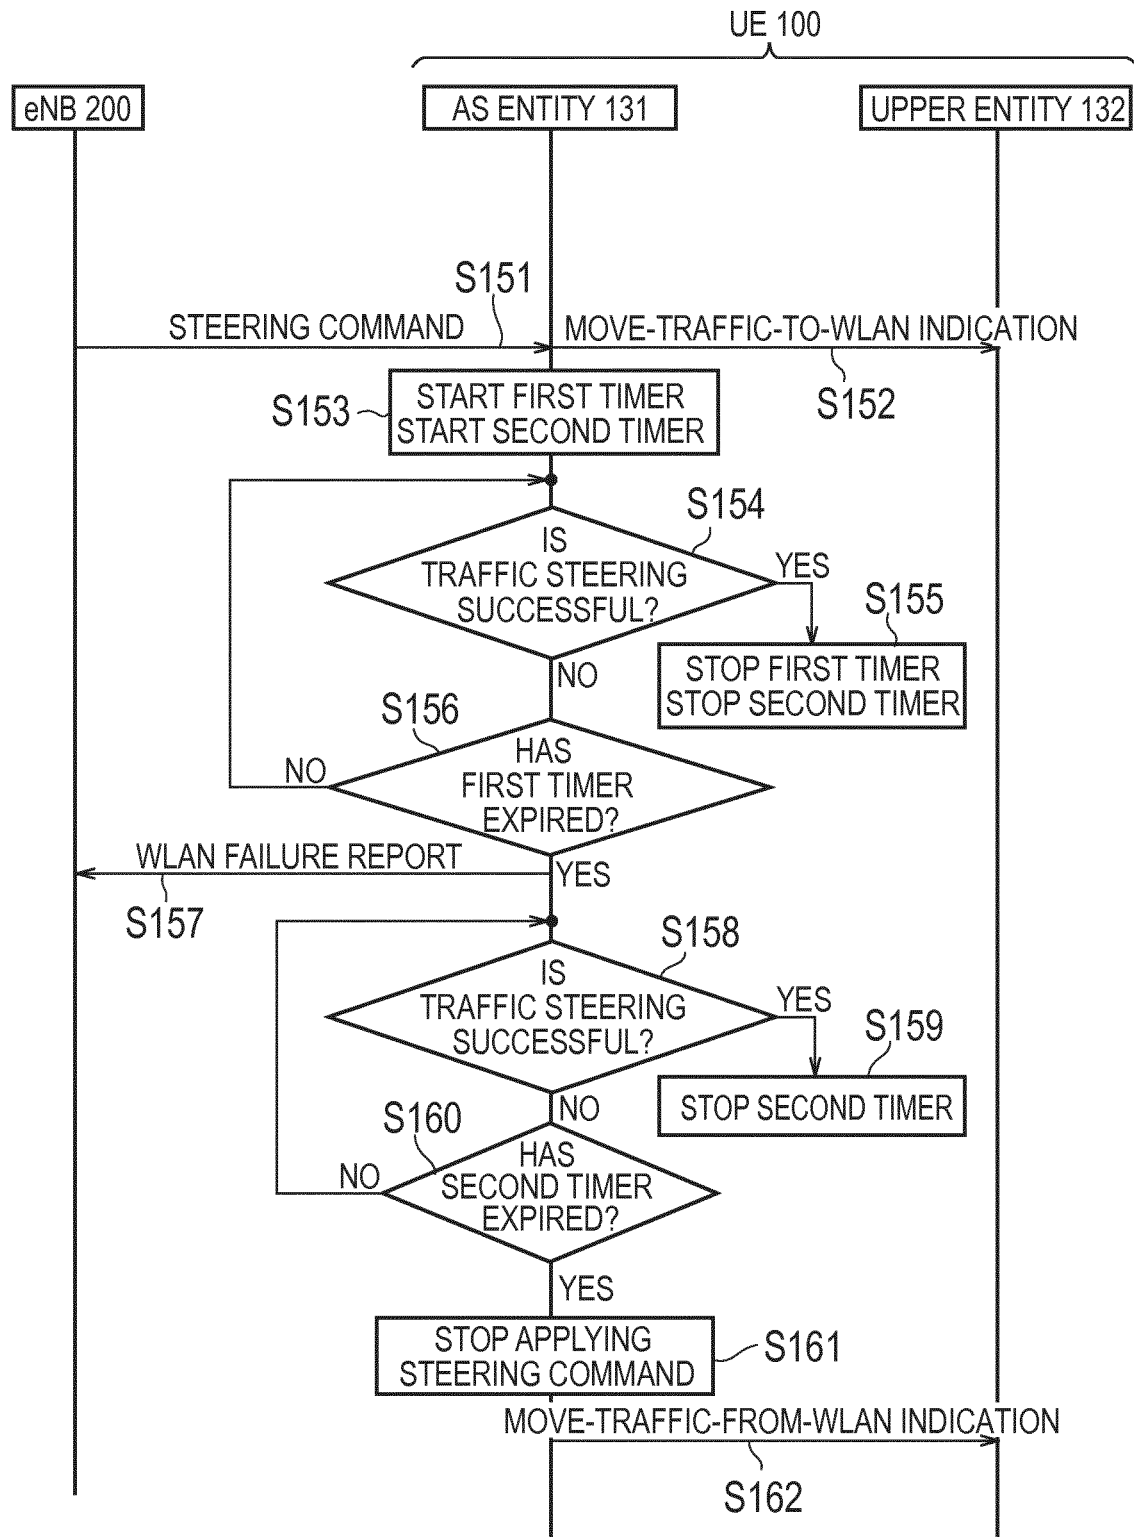 UE 100
eNB 200
AS ENTITY 131
UPPER ENTITY 132
S151
STEERING COMMAND
MOVE-TRAFFIC-TO-WLAN INDICATION
S152
S153
START FIRST TIMER
START SECOND TIMER
S154
IS
TRAFFIC STEERING
SUCCESSFUL?
YES
S155
STOP FIRST TIMER
STOP SECOND TIMER
NO
S156
HAS
FIRST TIMER
EXPIRED?
NO
WLAN FAILURE REPORT
YES
S157
S158
IS
TRAFFIC STEERING
SUCCESSFUL?
YES
S159
STOP SECOND TIMER
NO
S160
HAS
SECOND TIMER
EXPIRED?
NO
YES
STOP APPLYING
STEERING COMMAND
S161
MOVE-TRAFFIC-FROM-WLAN INDICATION
S162